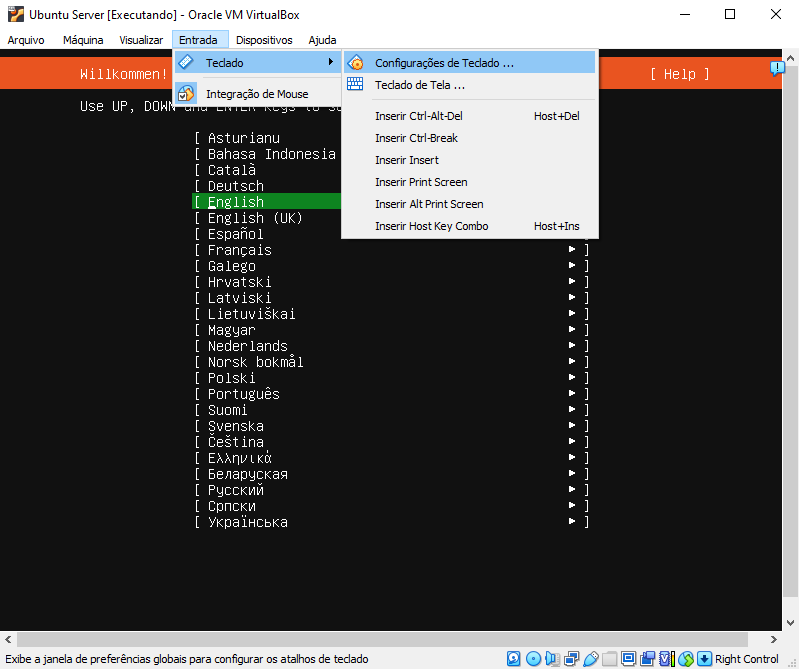 Ubuntu Server [Executando] - Oracle VM VirtualBox
Arquivo Máquina Visualizar Entrada Dispositivos Ajuda
Teclado
Integração de Mouse
Configurações de Teclado ...
Teclado de Tela ...
Inserir Ctrl-Alt-Del Host+Del
Inserir Ctrl-Break
Inserir Insert
Inserir Print Screen
Inserir Alt Print Screen
Inserir Host Key Combo Host+Ins
Willkommen! [ Help ]
Use UP, DOWN and ENTER keys to
[ Asturianu
[ Bahasa Indonesia
[ Català
[ Deutsch
[ English
[ English (UK)
[ Español
[ Français ► ]
[ Galego ► ]
[ Hrvatski ► ]
[ Latviski ► ]
[ Lietuviškai ► ]
[ Magyar ► ]
[ Nederlands ► ]
[ Norsk bokmål ► ]
[ Polski ► ]
[ Português ► ]
[ Suomi ► ]
[ Svenska ► ]
[ Čeština ► ]
[ Ελληνικά ► ]
[ Беларуская ► ]
[ Русский ► ]
[ Српски ► ]
[ Українська ► ]
Exibe a janela de preferências globais para configurar os atalhos de teclado
Right Control